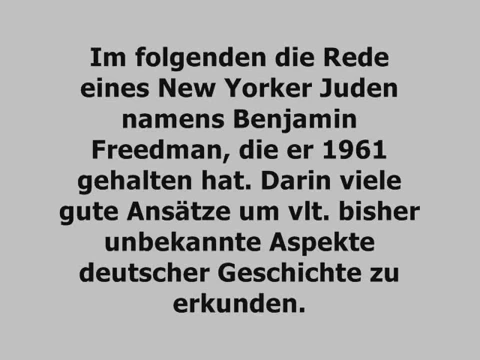 Im folgenden die Rede
eines New Yorker Juden
namens Benjamin
Freedman, die er 1961
gehalten hat. Darin viele
gute Ansätze um vlt. bisher
unbekannte Aspekte
deutscher Geschichte zu
erkunden.